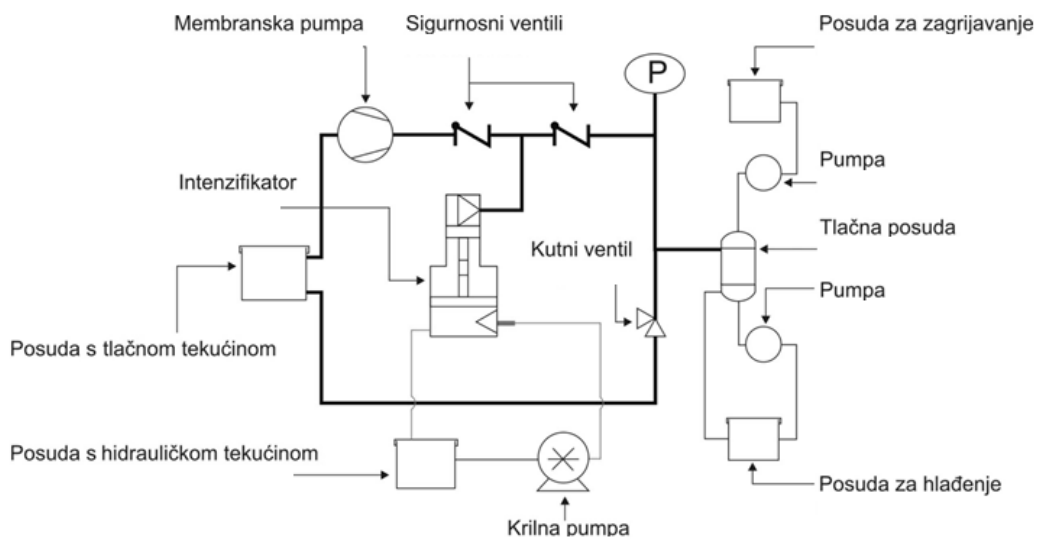 Membranska pumpa
Sigurnosni ventili
Posuda za zagrijavanje
P
Pumpa
Intenzifikator
Tlačna posuda
Kutni ventil
Pumpa
Posuda s tlačnom tekućinom
Posuda s hidrauličkom tekućinom
Posuda za hlađenje
Krilna pumpa